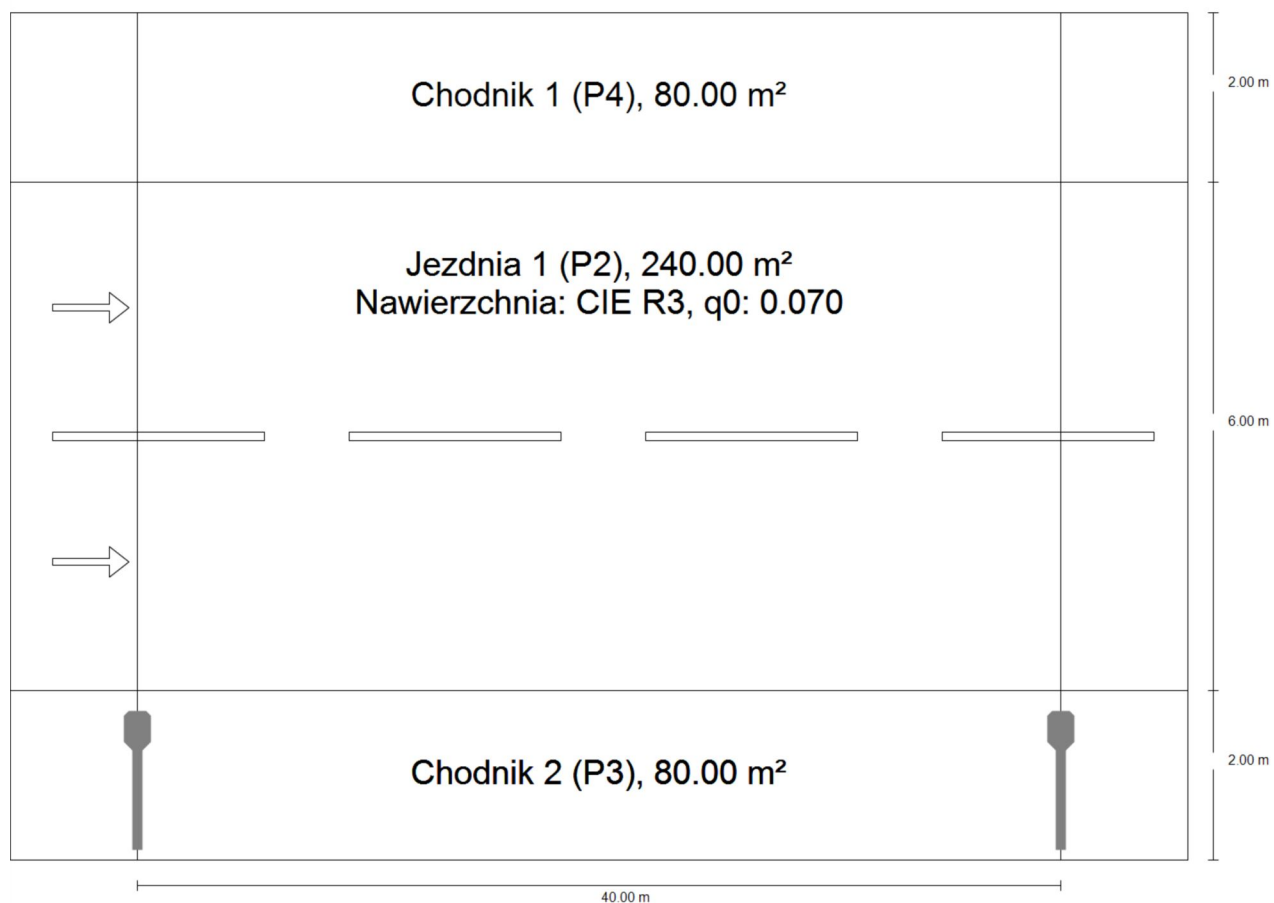 Chodnik 1 (P4), 80.00 m²
2.00 m
Jezdnia 1 (P2), 240.00 m²
Nawierzchnia: CIE R3, q0: 0.070
6.00 m
Chodnik 2 (P3), 80.00 m²
2.00 m
40.00 m